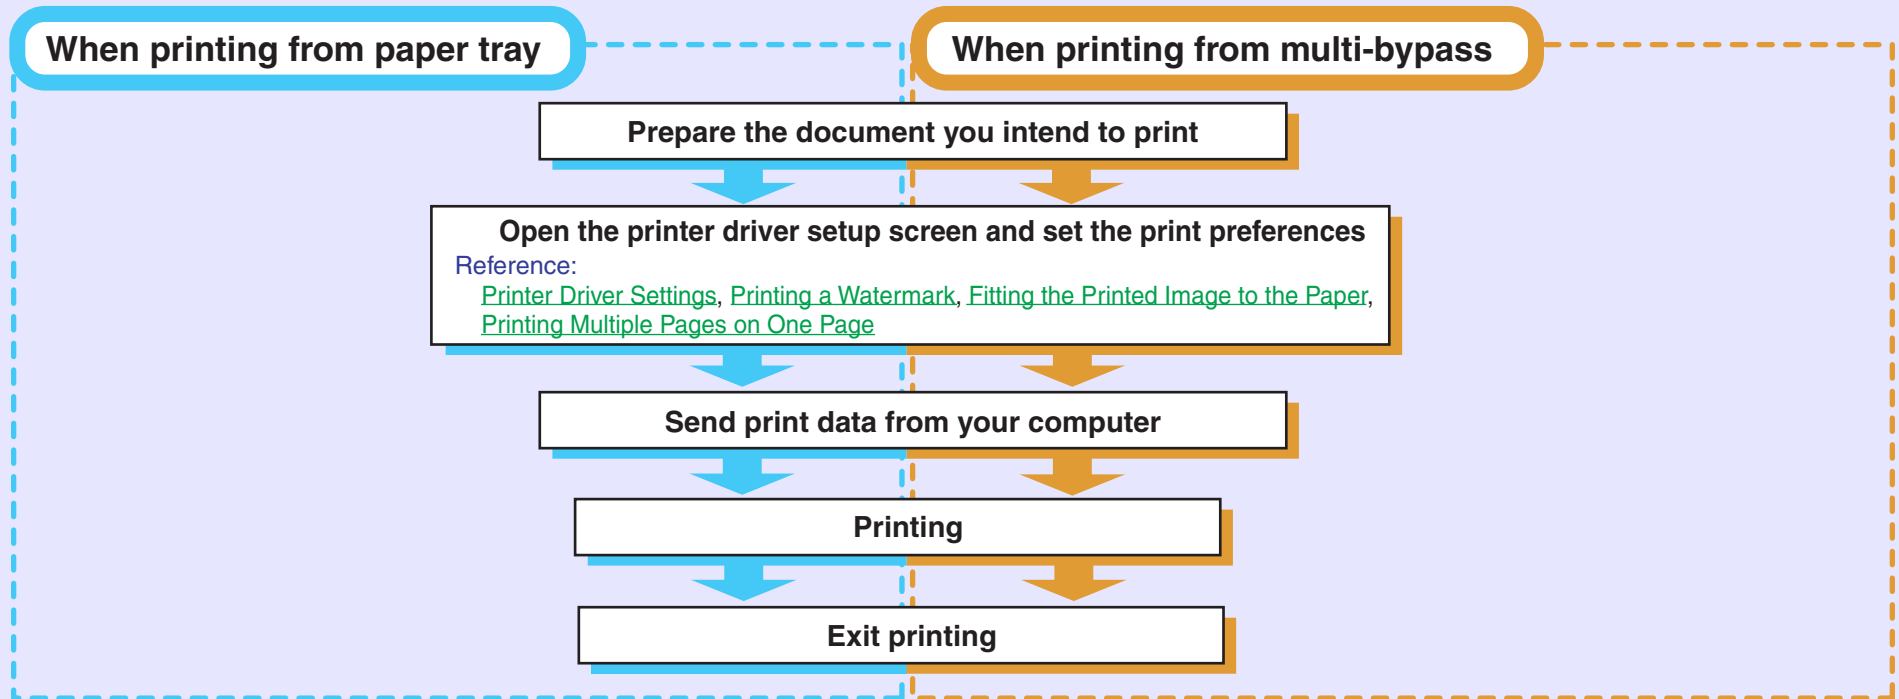 When printing from paper tray
When printing from multi-bypass
Prepare the document you intend to print
Open the printer driver setup screen and set the print preferences
Reference:
Printer Driver Settings, Printing a Watermark, Fitting the Printed Image to the Paper,
Printing Multiple Pages on One Page
Send print data from your computer
Printing
Exit printing